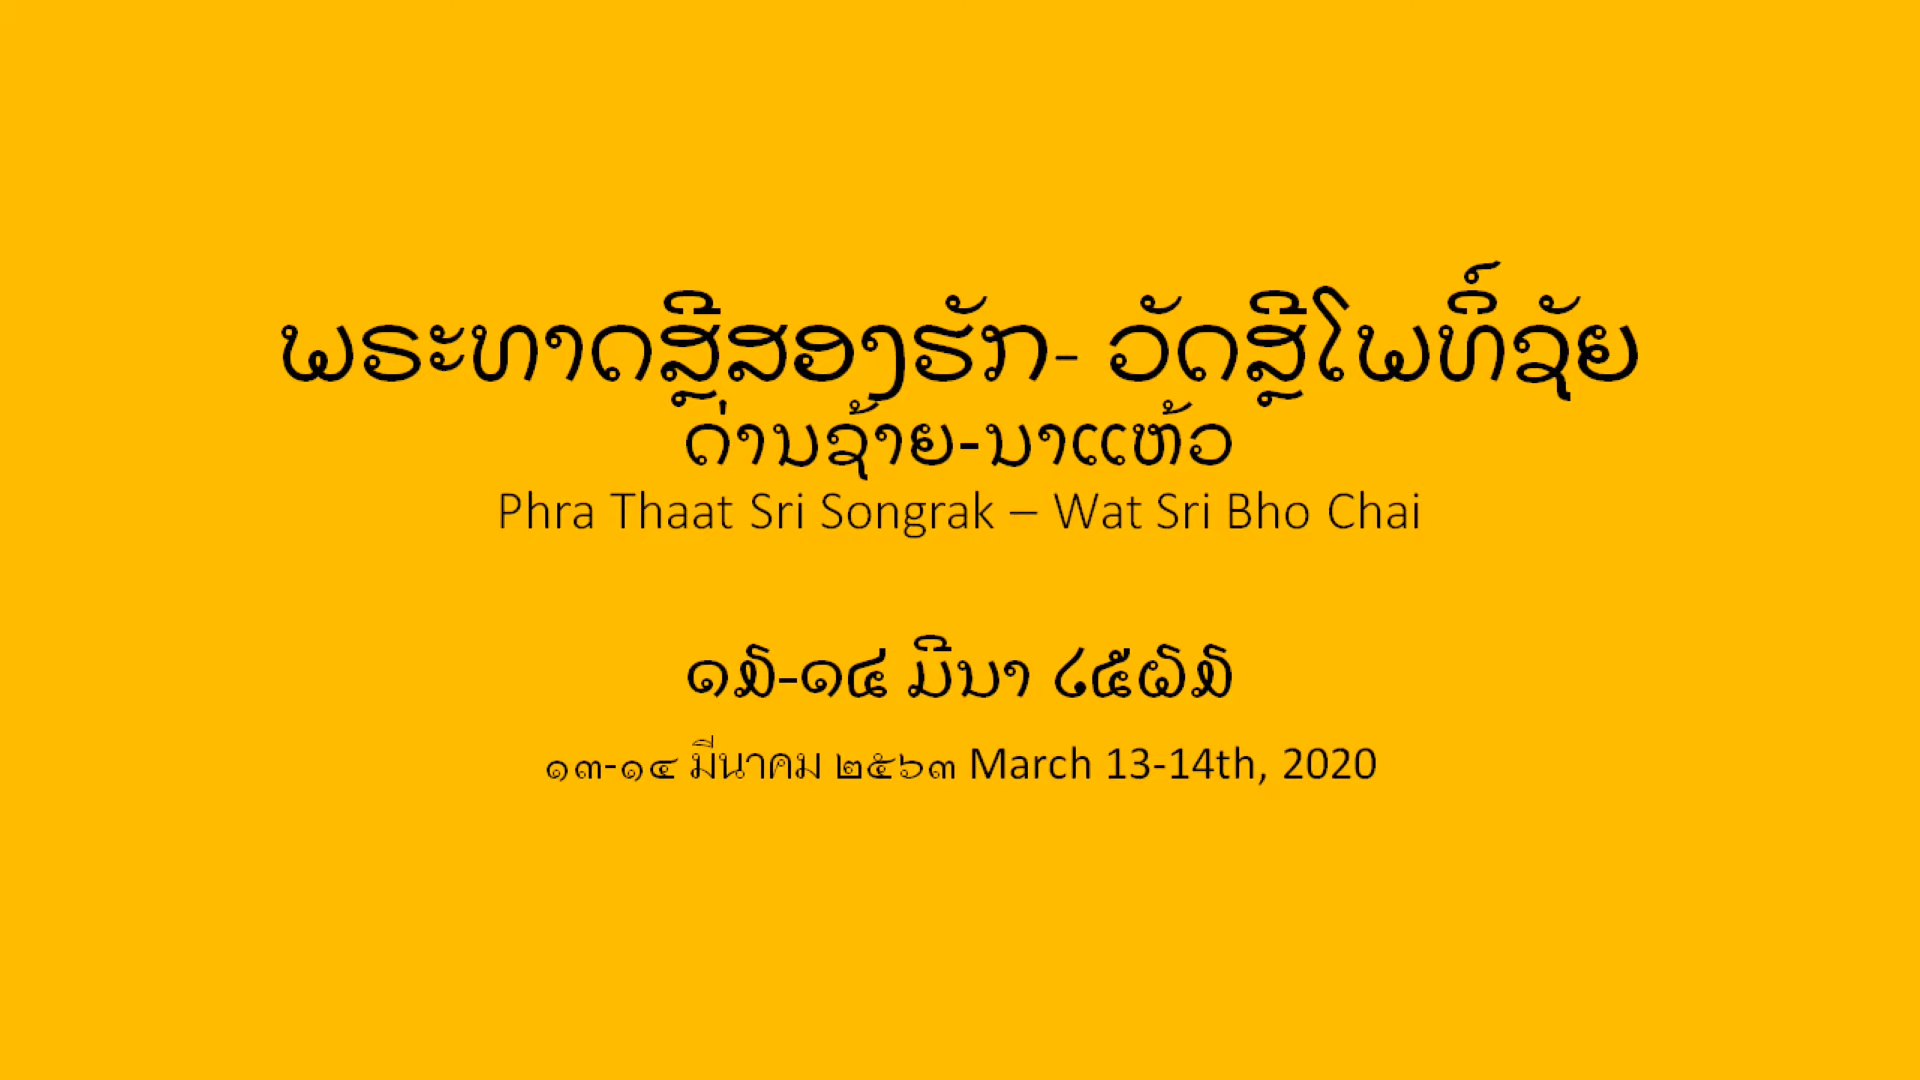 ພຣະທາດສຼີສອງຮັກ- ວັດສຼີໂພທິ໌ຊັຍ
ດ່ານຊ້າຍ-ນາແຫ້ວ
Phra Thaat Sri Songrak – Wat Sri Bho Chai
໑໓-໑໔ ມີນາ ໒໕໖໓
๑๓-๑๔ มีนาคม ๒๕๖๓ March 13-14th, 2020